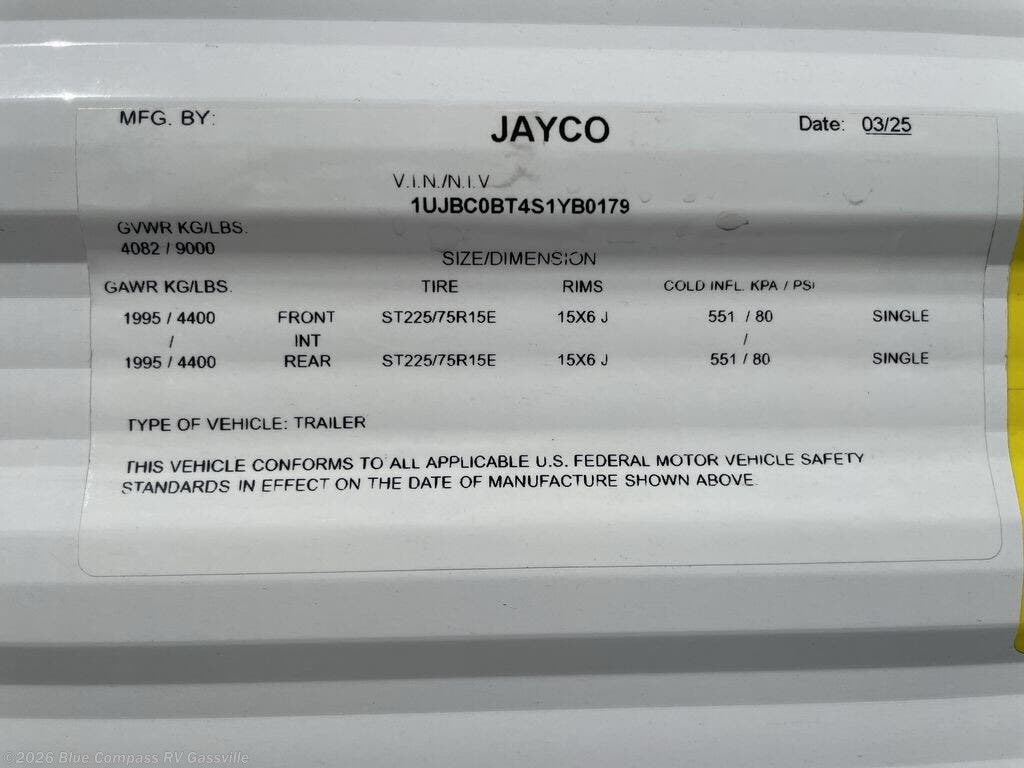 MFG. BY: JAYCO Date: 03/25
V.I.N./N.I.V
1UJBC0BT4S1YB0179
GVWR KG/LBS.
4082 / 9000
SIZE/DIMENSION
GAWR KG/LBS. TIRE RIMS COLD INFL. KPA / PSI
1995 / 4400 FRONT ST225/75R15E 15X6 J 551 / 80 SINGLE
/ INT /
1995 / 4400 REAR ST225/75R15E 15X6 J 551 / 80 SINGLE
TYPE OF VEHICLE: TRAILER
THIS VEHICLE CONFORMS TO ALL APPLICABLE U.S. FEDERAL MOTOR VEHICLE SAFETY
STANDARDS IN EFFECT ON THE DATE OF MANUFACTURE SHOWN ABOVE.
©2026 Blue Compass RV Gassville